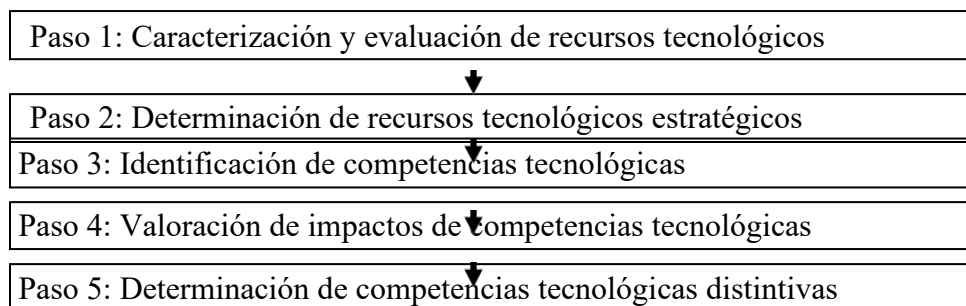 Paso 1: Caracterización y evaluación de recursos tecnológicos
Paso 2: Determinación de recursos tecnológicos estratégicos
Paso 3: Identificación de competencias tecnológicas
Paso 4: Valoración de impactos de competencias tecnológicas
Paso 5: Determinación de competencias tecnológicas distintivas